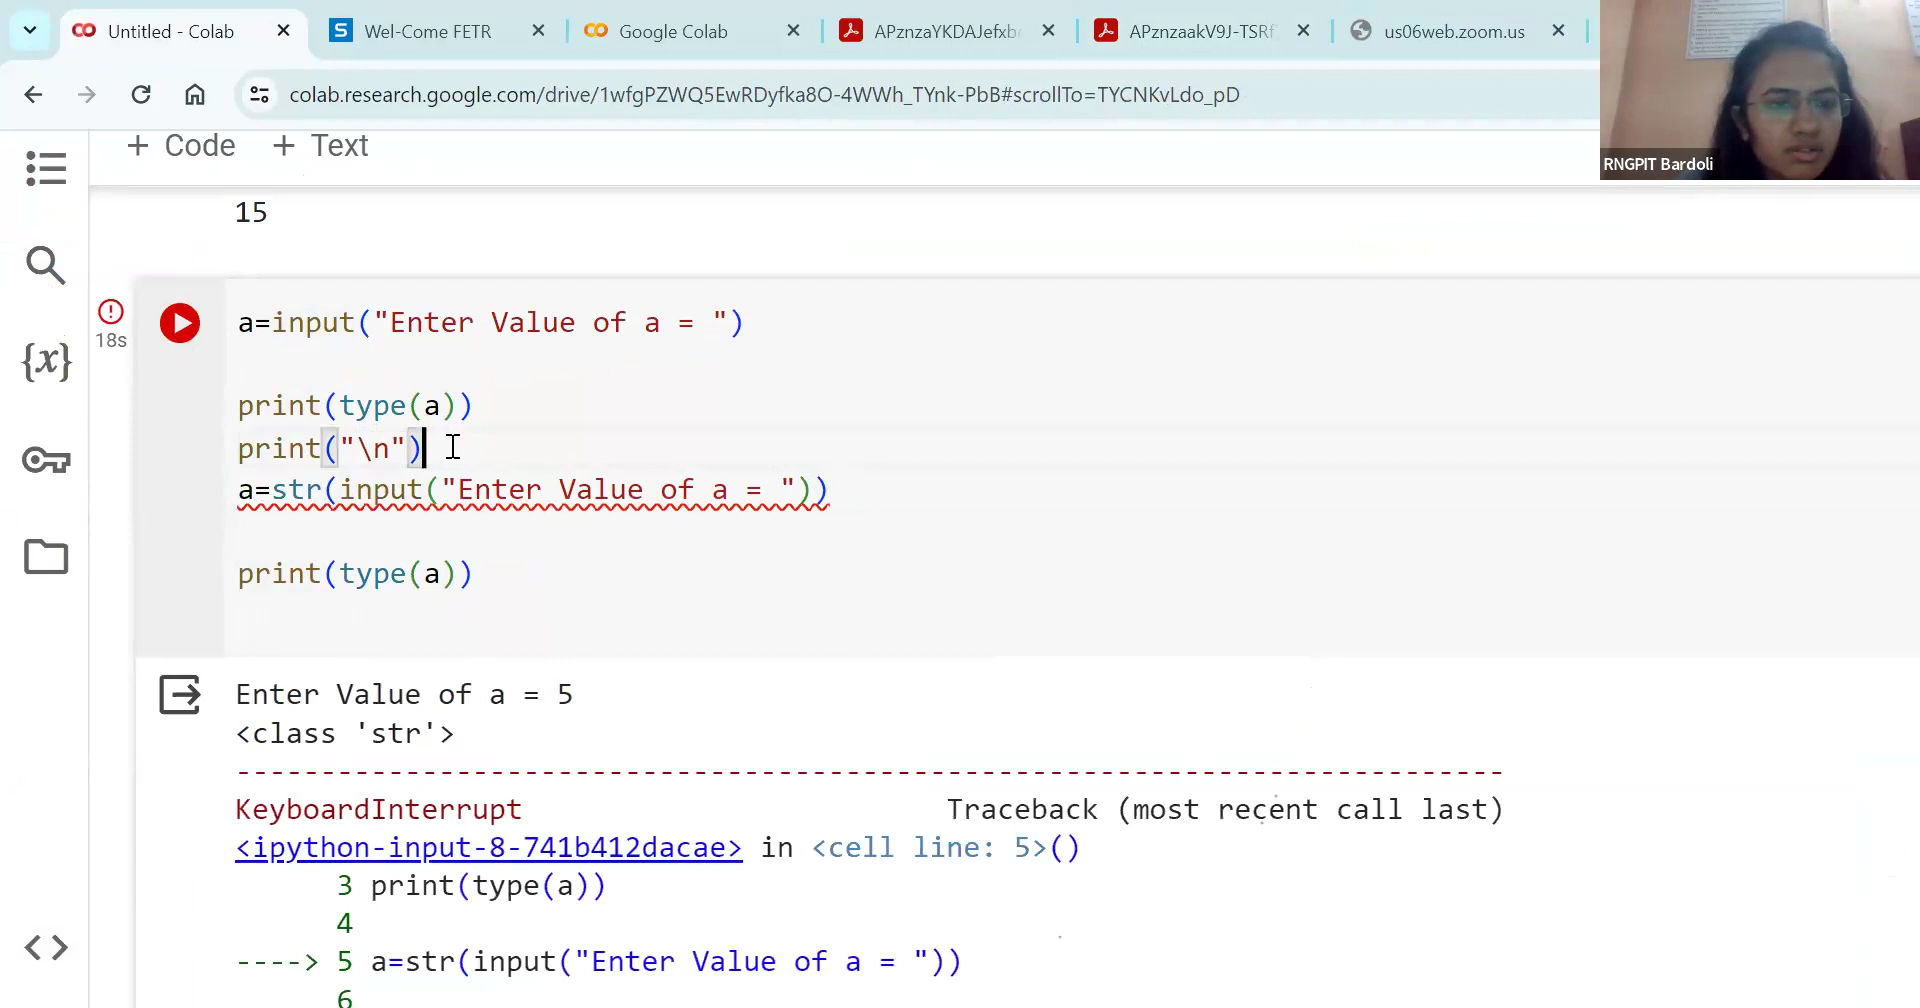 Untitled - Colab
Wel-Come FETR
Google Colab
APznzaYKDAJefxb
APznzaakV9J-TSRf
us06web.zoom.us
colab.research.google.com/drive/1wfgPZWQ5EwRDyfka8O-4WWh_TYnk-PbB#scrollTo=TYCNKvLdo_pD
RNGPIT Bardoli
+ Code + Text
15
18s
a=input("Enter Value of a = ")
print(type(a))
print("\n")
a=str(input("Enter Value of a = "))
print(type(a))
Enter Value of a = 5
<class 'str'>
---------------------------------------------------------------------------
KeyboardInterrupt Traceback (most recent call last)
<ipython-input-8-741b412dacae> in <cell line: 5>()
3 print(type(a))
4
----> 5 a=str(input("Enter Value of a = "))
6